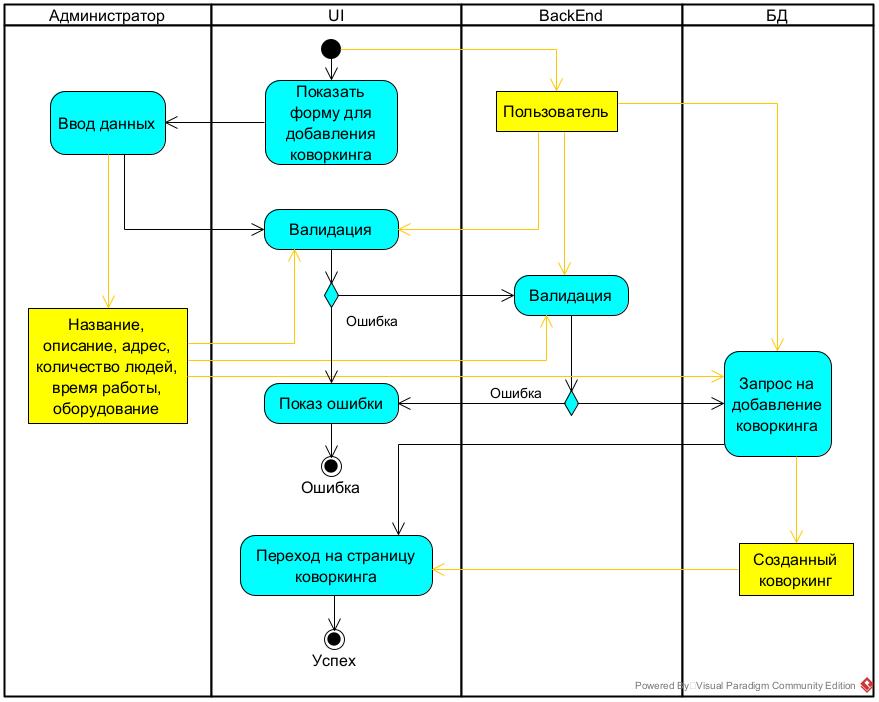 Администратор
UI
BackEnd
БД
Показать
форму для
добавления
коворкинга
Ввод данных
Пользователь
Валидация
Валидация
Ошибка
Название,
описание, адрес,
количество людей,
время работы,
оборудование
Показ ошибки
Ошибка
Запрос на
добавление
коворкинга
Ошибка
Переход на страницу
коворкинга
Созданный
коворкинг
Успех
Powered By Visual Paradigm Community Edition